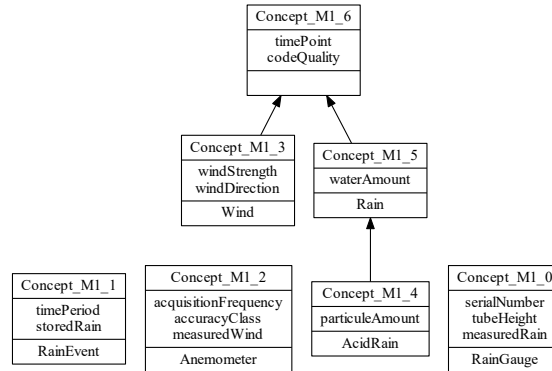 Concept_M1_6
timePoint
codeQuality
Concept_M1_3
windStrength
windDirection
Wind
Concept_M1_5
waterAmount
Rain
Concept_M1_1
timePeriod
storedRain
RainEvent
Concept_M1_2
acquisitionFrequency
accuracyClass
measuredWind
Anemometer
Concept_M1_4
particuleAmount
AcidRain
Concept_M1_0
serialNumber
tubeHeight
measuredRain
RainGauge